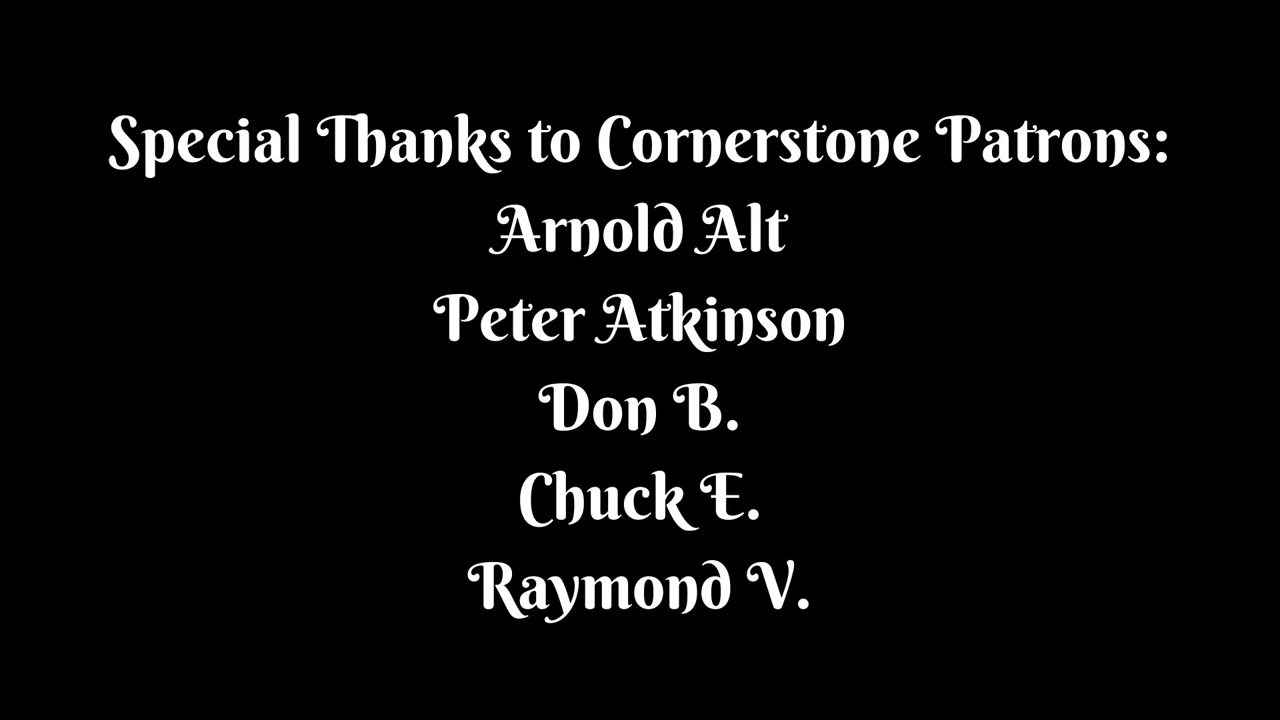 Special Thanks to Cornerstone Patrons:
Arnold Alt
Peter Atkinson
Don B.
Chuck E.
Raymond V.